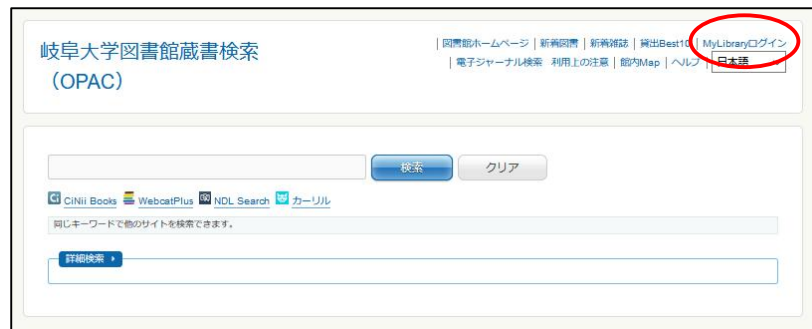 岐阜大学図書館蔵書検索
（OPAC）
｜図書館ホームページ｜新着図書｜新着雑誌｜貸出Best10｜MyLibraryログイン
｜電子ジャーナル検索 利用上の注意｜館内Map｜ヘルプ｜日本語
検索 クリア
CiNii Books WebcatPlus NDL Search カーリル
同じキーワードで他のサイトを検索できます。
詳細検索